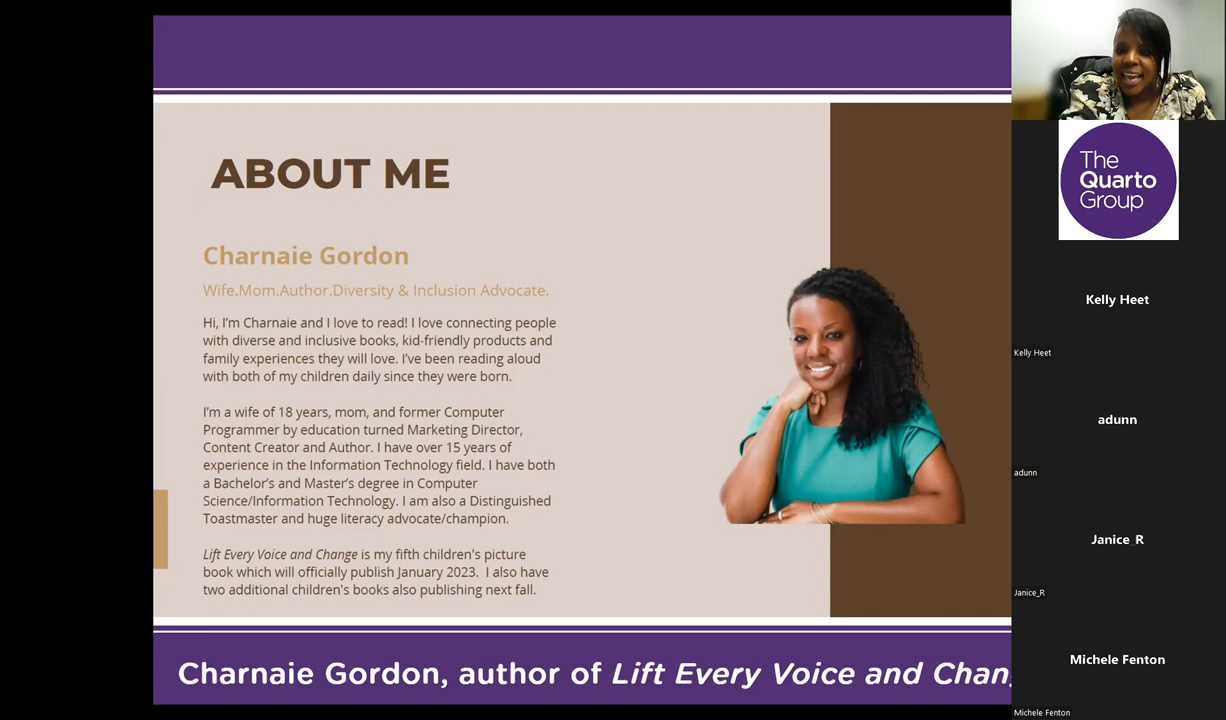 ABOUT ME
Charnaie Gordon
Wife.Mom.Author.Diversity & Inclusion Advocate.
Hi, I'm Charnaie and I love to read! I love connecting people
with diverse and inclusive books, kid-friendly products and
family experiences they will love. I've been reading aloud
with both of my children daily since they were born.
I'm a wife of 18 years, mom, and former Computer
Programmer by education turned Marketing Director,
Content Creator and Author. I have over 15 years of
experience in the Information Technology field. I have both
a Bachelor's and Master's degree in Computer
Science/Information Technology. I am also a Distinguished
Toastmaster and huge literacy advocate/champion.
Lift Every Voice and Change is my fifth children's picture
book which will officially publish January 2023. I also have
two additional children's books also publishing next fall.
Charnaie Gordon, author of Lift Every Voice and Chan
The
Quarto
Group
Kelly Heet
Kelly Heet
adunn
adunn
Janice_R
Janice_R
Michele Fenton
Michele Fenton